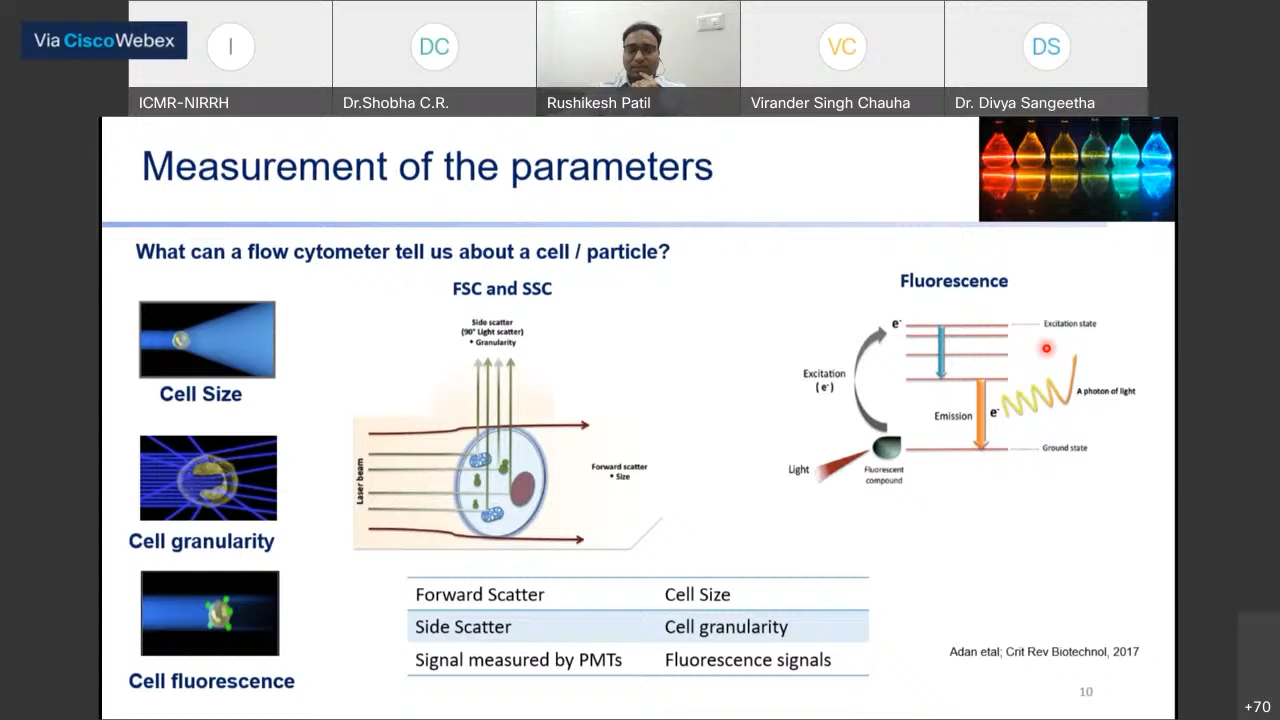 Via CiscoWebex
I
DC
VC
DS
ICMR-NIRRH
Dr.Shobha C.R.
Rushikesh Patil
Virander Singh Chauha
Dr. Divya Sangeetha
Measurement of the parameters
What can a flow cytometer tell us about a cell / particle?
Cell Size
Cell granularity
Cell fluorescence
FSC and SSC
Side scatter
(90° Light scatter)
* Granularity
Laser beam
Forward scatter
* Size
Fluorescence
e-
Excitation state
Excitation
(e-)
A photon of light
Emission
e-
Ground state
Light
Fluorescent
compound
Forward Scatter Cell Size
Side Scatter Cell granularity
Signal measured by PMTs Fluorescence signals
Adan etal; Crit Rev Biotechnol, 2017
10
+70